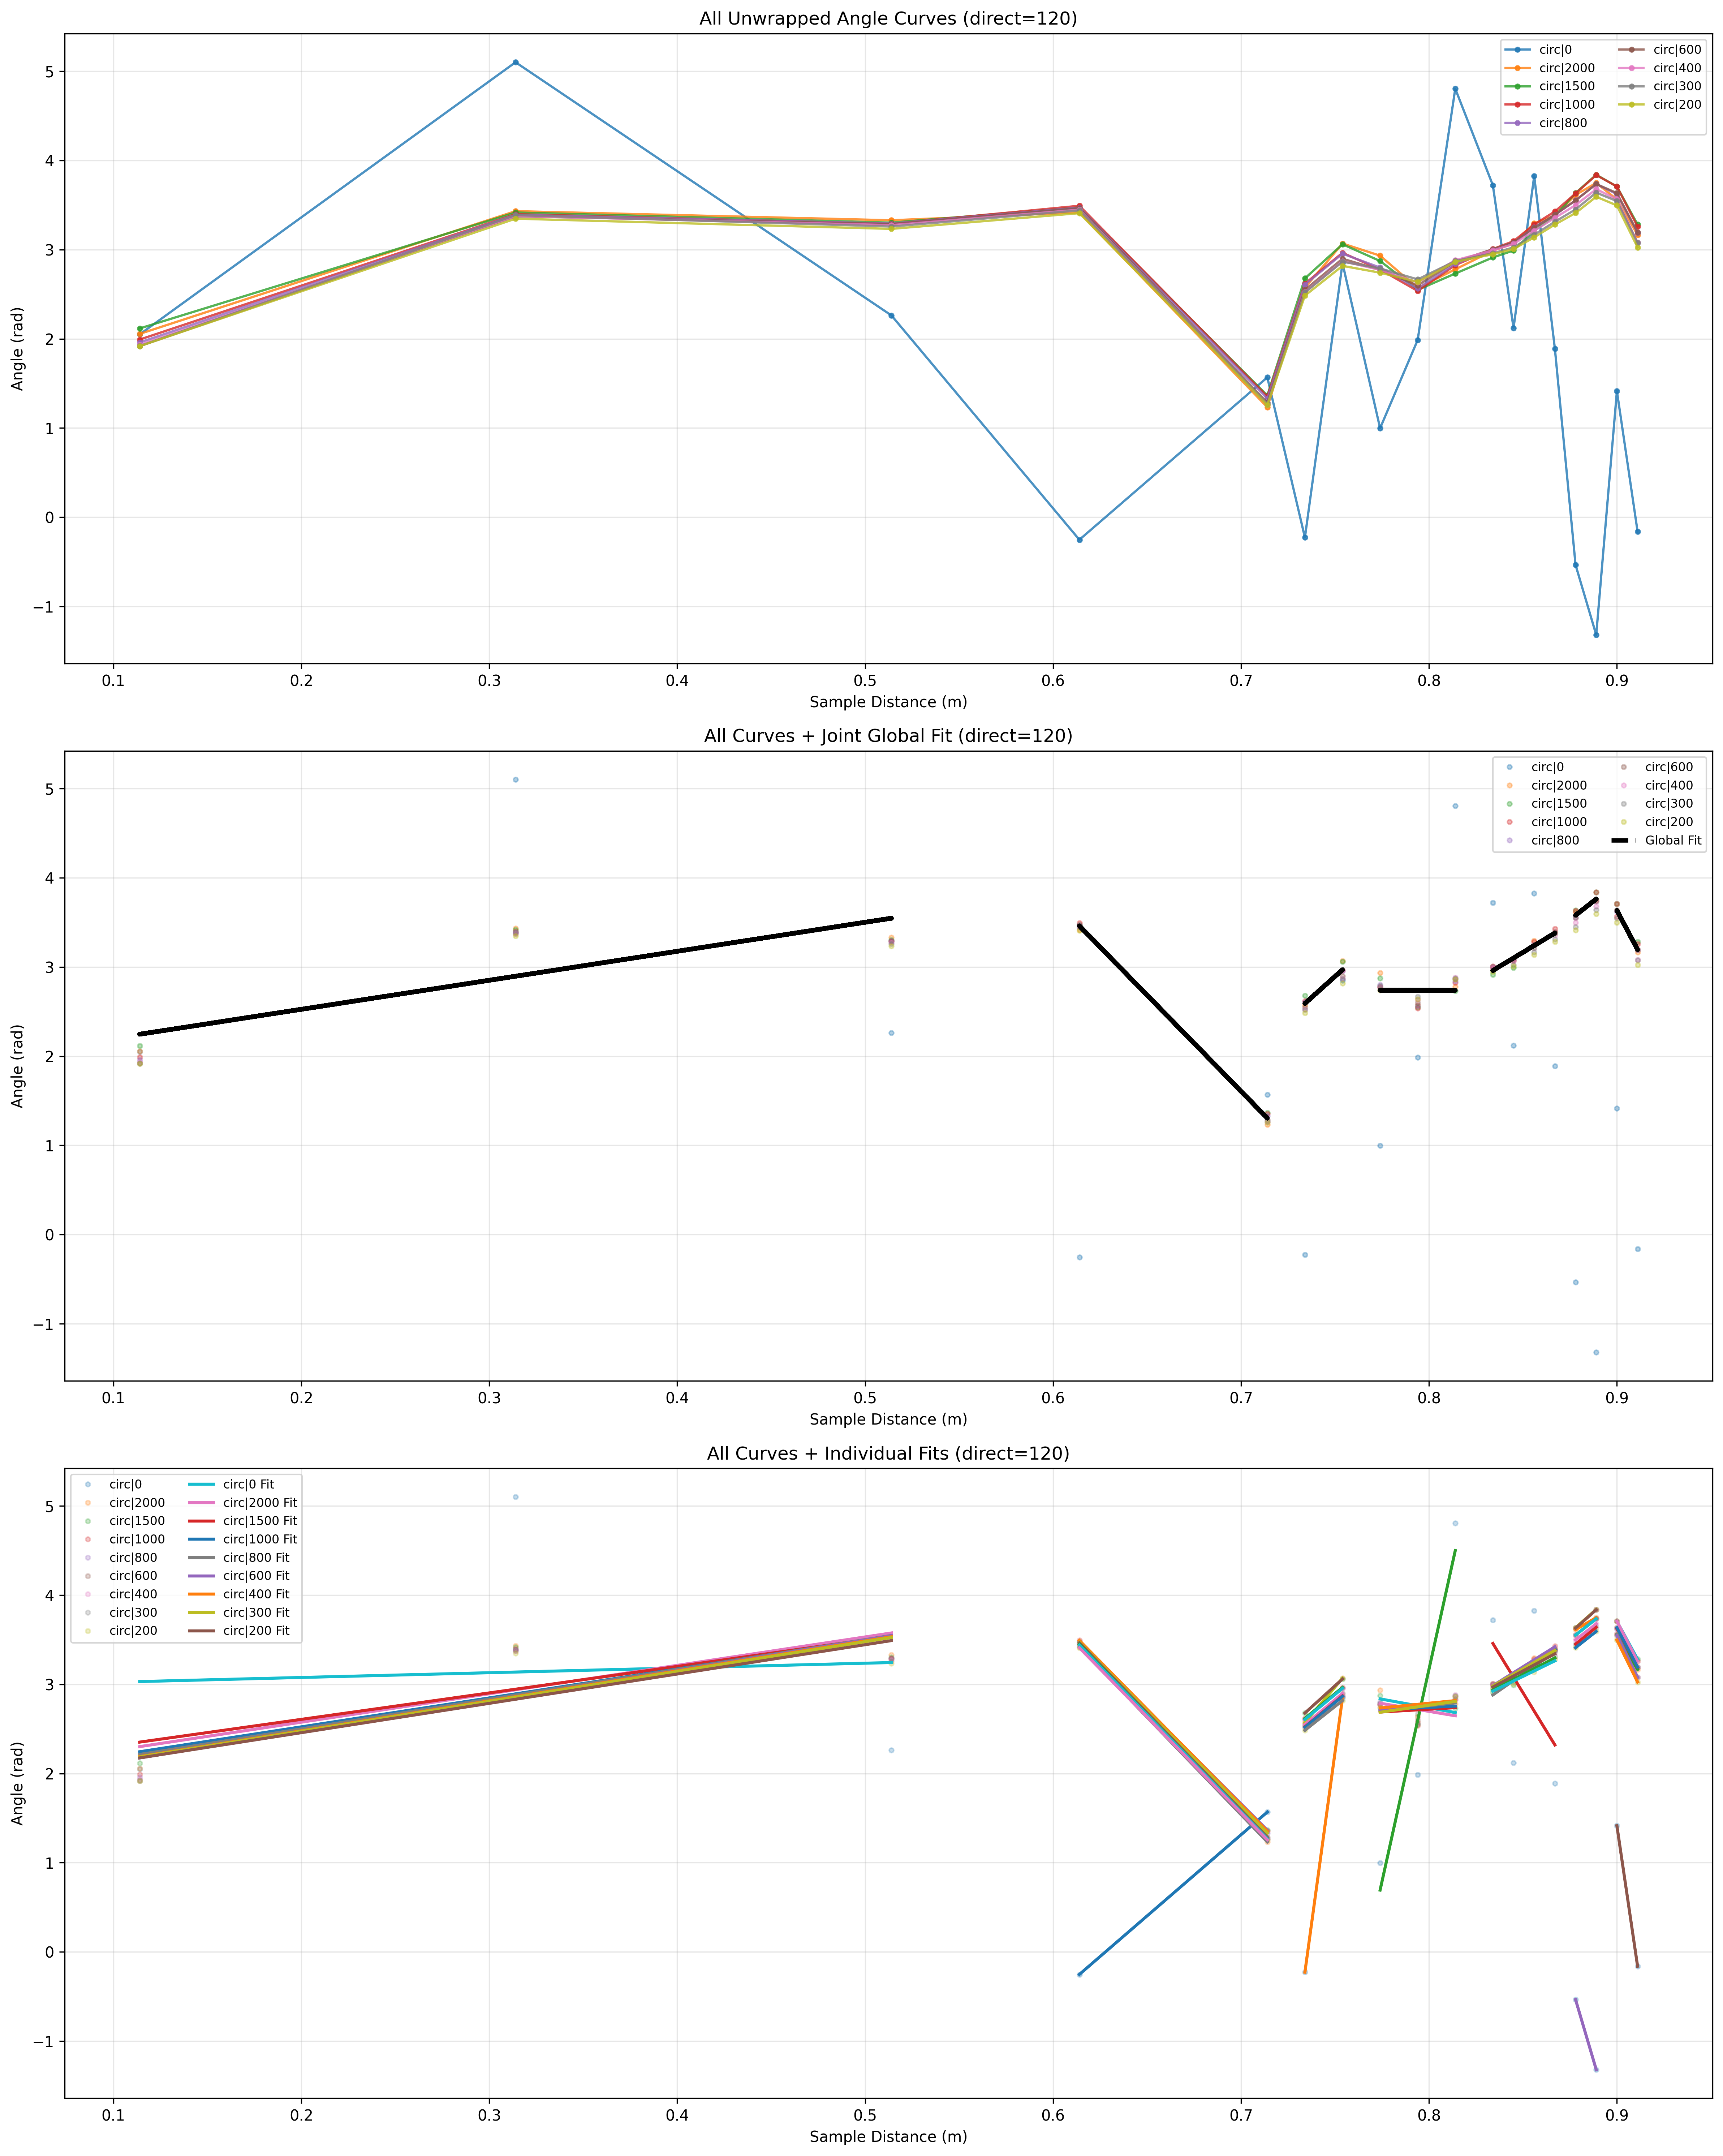 All Unwrapped Angle Curves (direct=120)
circ|0
circ|2000
circ|1500
circ|1000
circ|800
circ|600
circ|400
circ|300
circ|200
5
4
3
2
1
0
−1
Angle (rad)
0.1 0.2 0.3 0.4 0.5 0.6 0.7 0.8 0.9
Sample Distance (m)
All Curves + Joint Global Fit (direct=120)
circ|0
circ|2000
circ|1500
circ|1000
circ|800
circ|600
circ|400
circ|300
circ|200
Global Fit
5
4
3
2
1
0
−1
Angle (rad)
0.1 0.2 0.3 0.4 0.5 0.6 0.7 0.8 0.9
Sample Distance (m)
All Curves + Individual Fits (direct=120)
circ|0
circ|2000
circ|1500
circ|1000
circ|800
circ|600
circ|400
circ|300
circ|200
circ|0 Fit
circ|2000 Fit
circ|1500 Fit
circ|1000 Fit
circ|800 Fit
circ|600 Fit
circ|400 Fit
circ|300 Fit
circ|200 Fit
5
4
3
2
1
0
−1
Angle (rad)
0.1 0.2 0.3 0.4 0.5 0.6 0.7 0.8 0.9
Sample Distance (m)